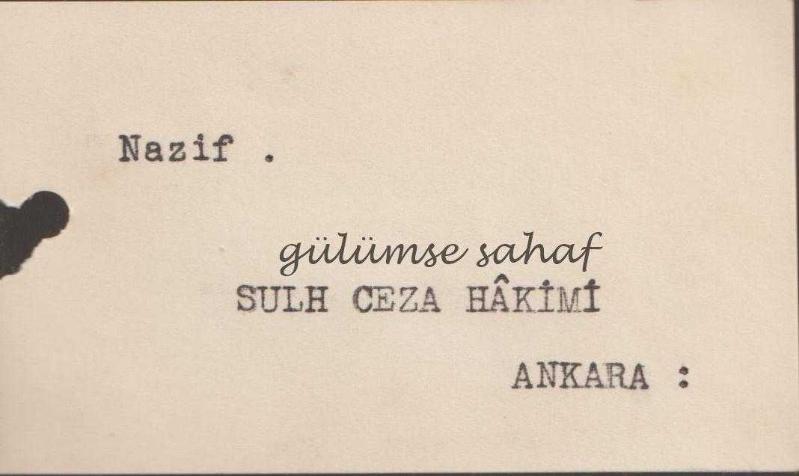 Nazif .
gülümse sahaf
SULH CEZA HÂKİMİ
ANKARA :